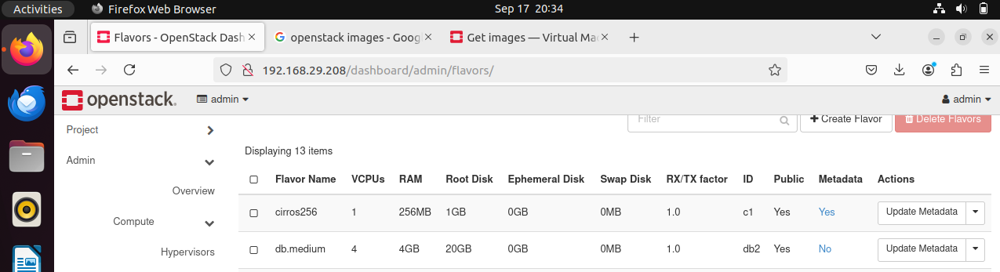 Activities Firefox Web Browser Sep 17 20:34
Flavors - OpenStack Dash openstack images - Goog Get images — Virtual Mac
192.168.29.208/dashboard/admin/flavors/
openstack. admin admin
Project
Filter Create Flavor Delete Flavors
Displaying 13 items
Admin
Overview
Compute
Hypervisors
Flavor Name VCPUs RAM Root Disk Ephemeral Disk Swap Disk RX/TX factor ID Public Metadata Actions
cirros256 1 256MB 1GB 0GB 0MB 1.0 c1 Yes Yes Update Metadata
db.medium 4 4GB 20GB 0GB 0MB 1.0 db2 Yes No Update Metadata